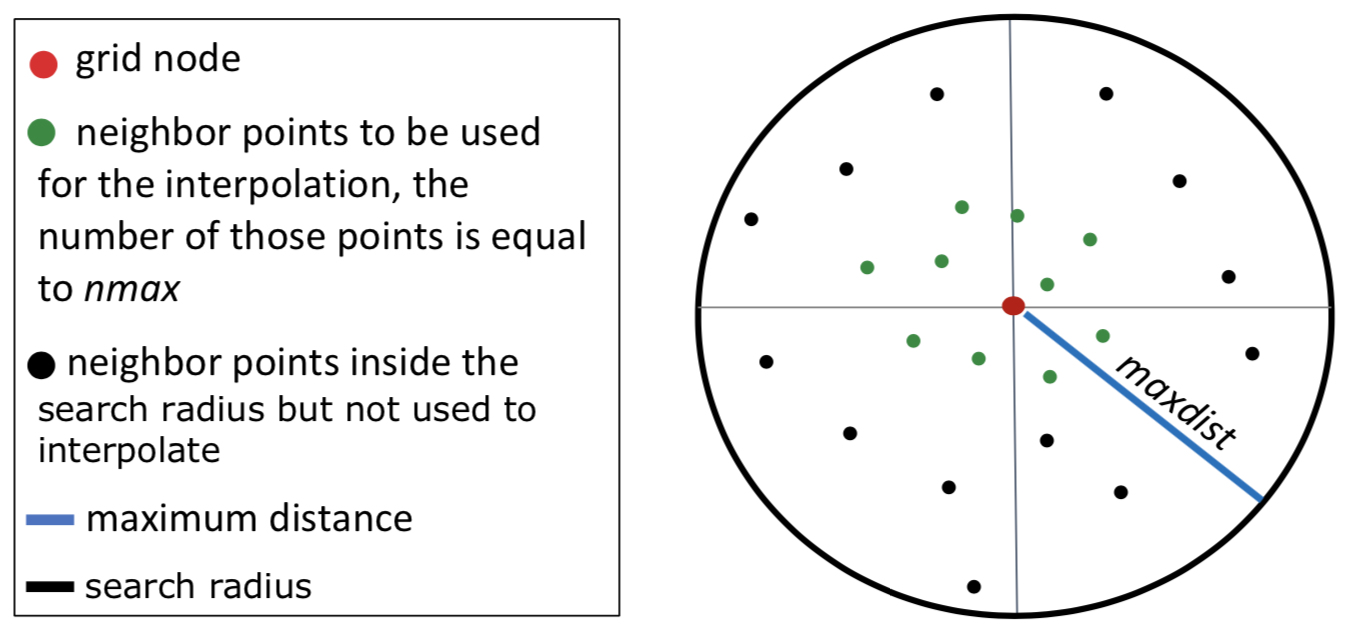 grid node
neighbor points to be used
for the interpolation, the
number of those points is equal
to nmax
neighbor points inside the
search radius but not used to
interpolate
maximum distance
search radius
maxdist